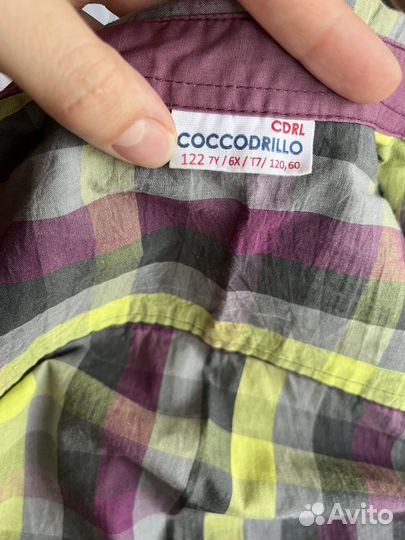 CDRL
COCCODRILLO
122 7Y / 6X / T7 / 120,60
Avito